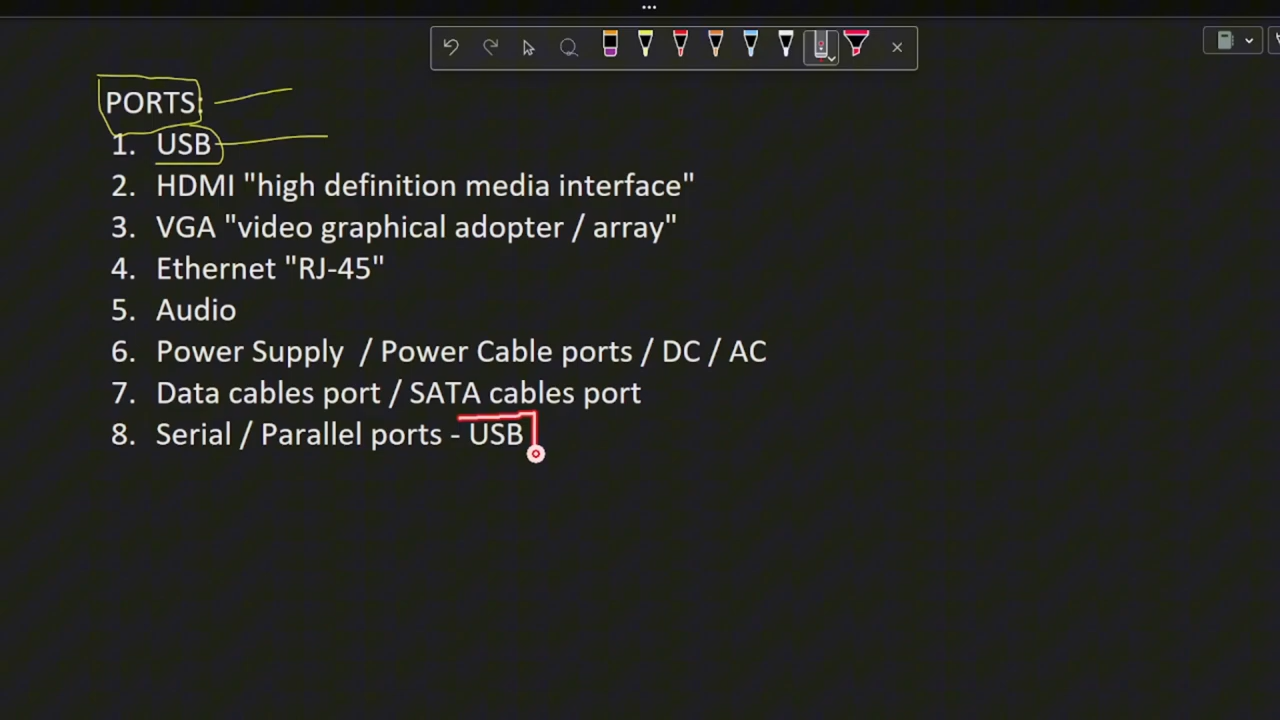 PORTS:
1. USB
2. HDMI "high definition media interface"
3. VGA "video graphical adopter / array"
4. Ethernet "RJ-45"
5. Audio
6. Power Supply / Power Cable ports / DC / AC
7. Data cables port / SATA cables port
8. Serial / Parallel ports - USB